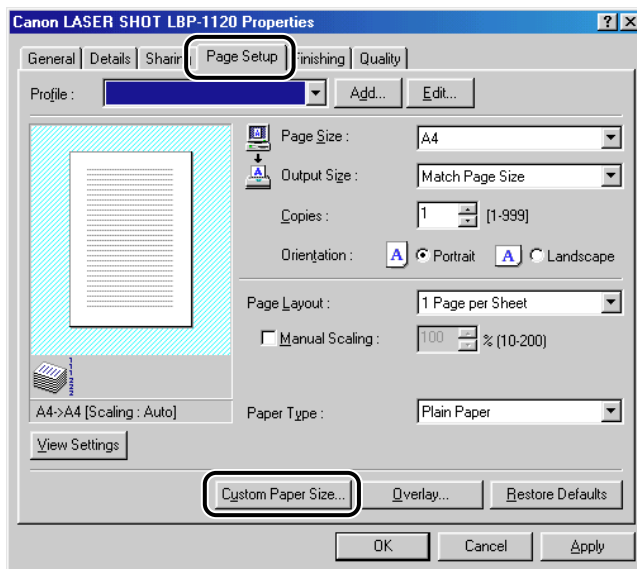 Canon LASER SHOT LBP-1120 Properties ? X
General Details Sharin Page Setup inishing Quality
Profile : Add... Edit...
Page Size : A4
Output Size : Match Page Size
Copies : 1 [1-999]
Orientation : A Portrait A Landscape
Page Layout : 1 Page per Sheet
Manual Scaling : 100 % (10-200)
A4->A4 [Scaling : Auto] Paper Type : Plain Paper
View Settings
Custom Paper Size... Overlay... Restore Defaults
OK Cancel Apply